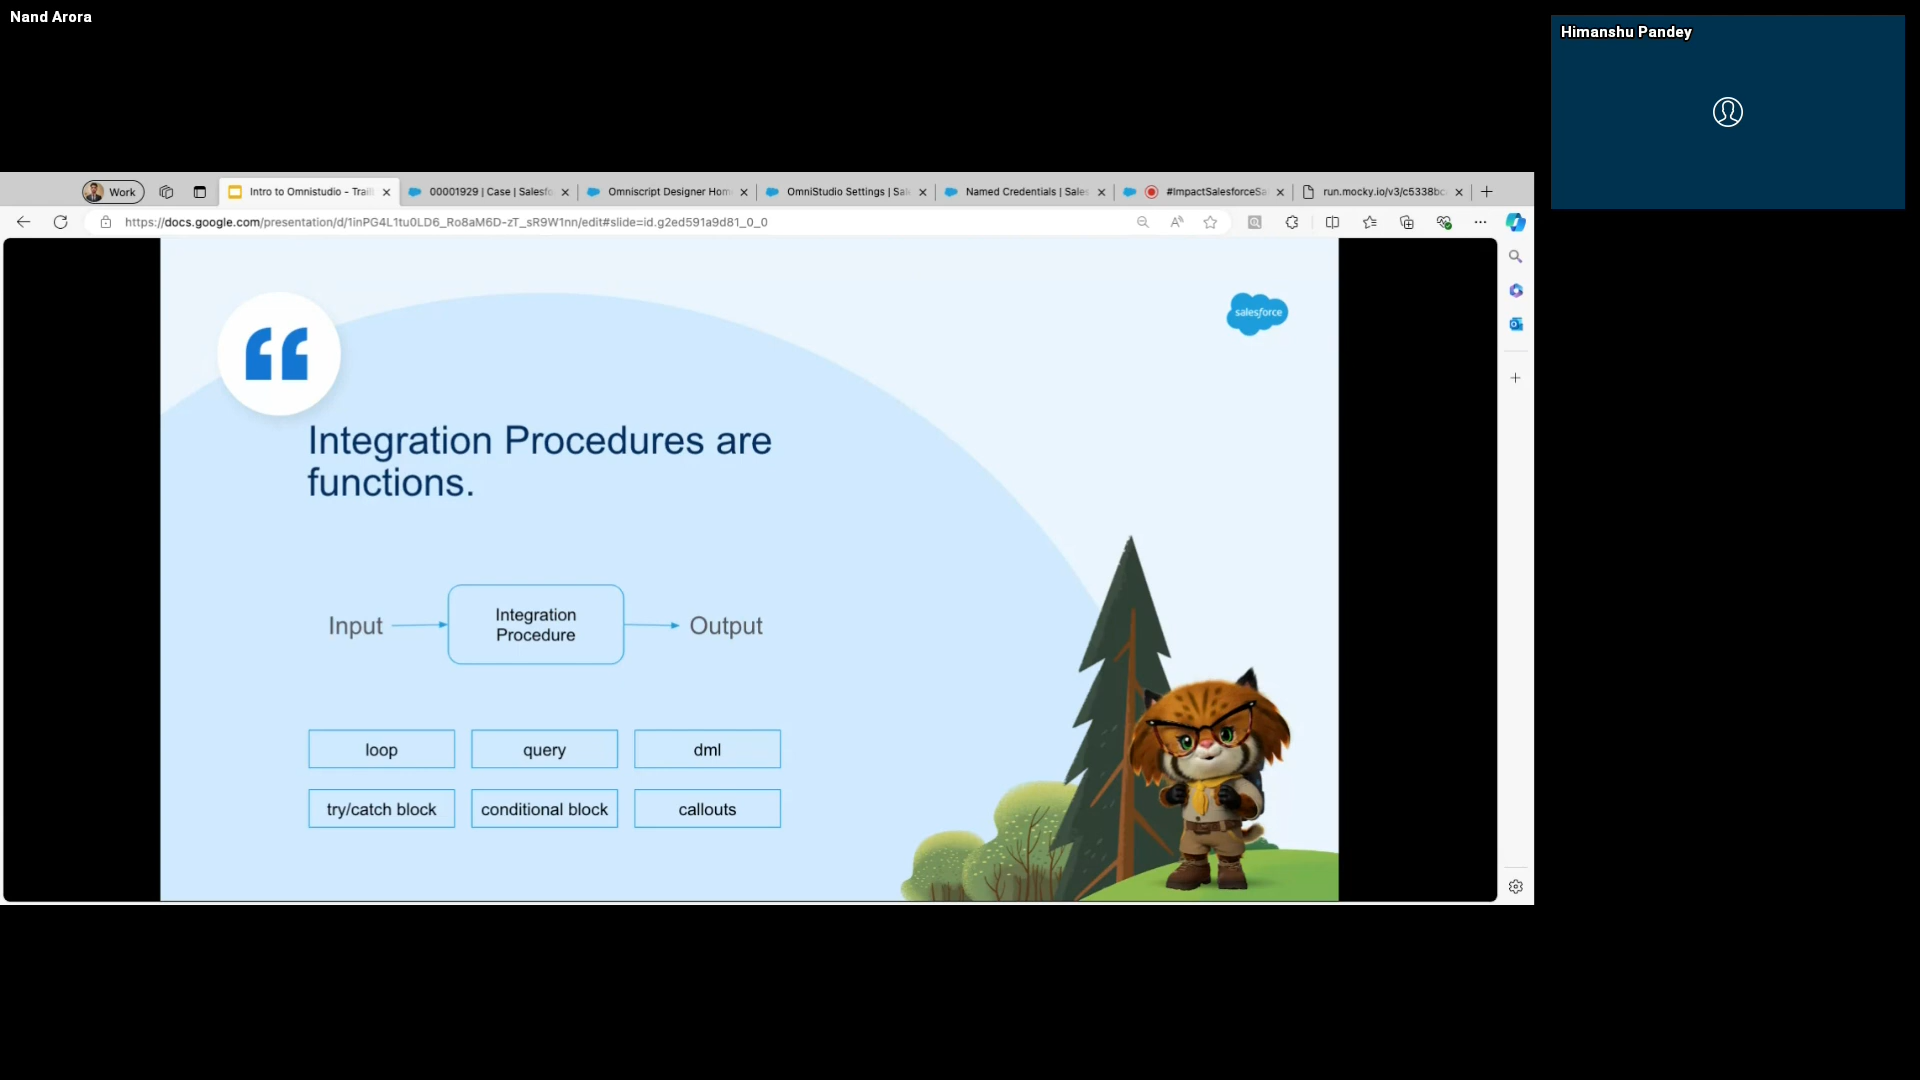 Nand Arora
Himanshu Pandey
Work
Intro to Omnistudio - Trail
00001929 | Case | Salesfo
Omniscript Designer Hom
OmniStudio Settings | Sal
Named Credentials | Sales
#ImpactSalesforceSa
run.mocky.io/v3/c5338bc
https://docs.google.com/presentation/d/1inPG4L1tu0LD6_Ro8aM6D-zT_sR9W1nn/edit#slide=id.g2ed591a9d81_0_0
salesforce
Integration Procedures are
functions.
Input
Integration
Procedure
Output
loop
query
dml
try/catch block
conditional block
callouts